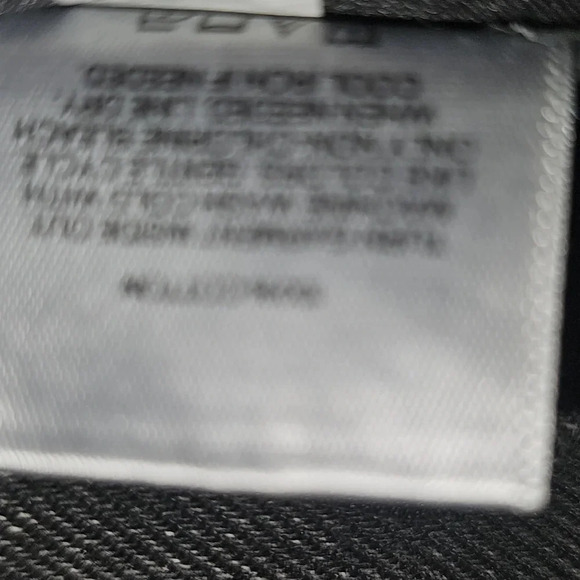 COTTON
TURN GARMENT INSIDE OUT
MACHINE WASH COLD WITH
LIKE COLORS, GENTLE CYCLE
ONLY NON-CHLORINE BLEACH
WHEN NEEDED, LINE DRY,
COOL IRON IF NEEDED